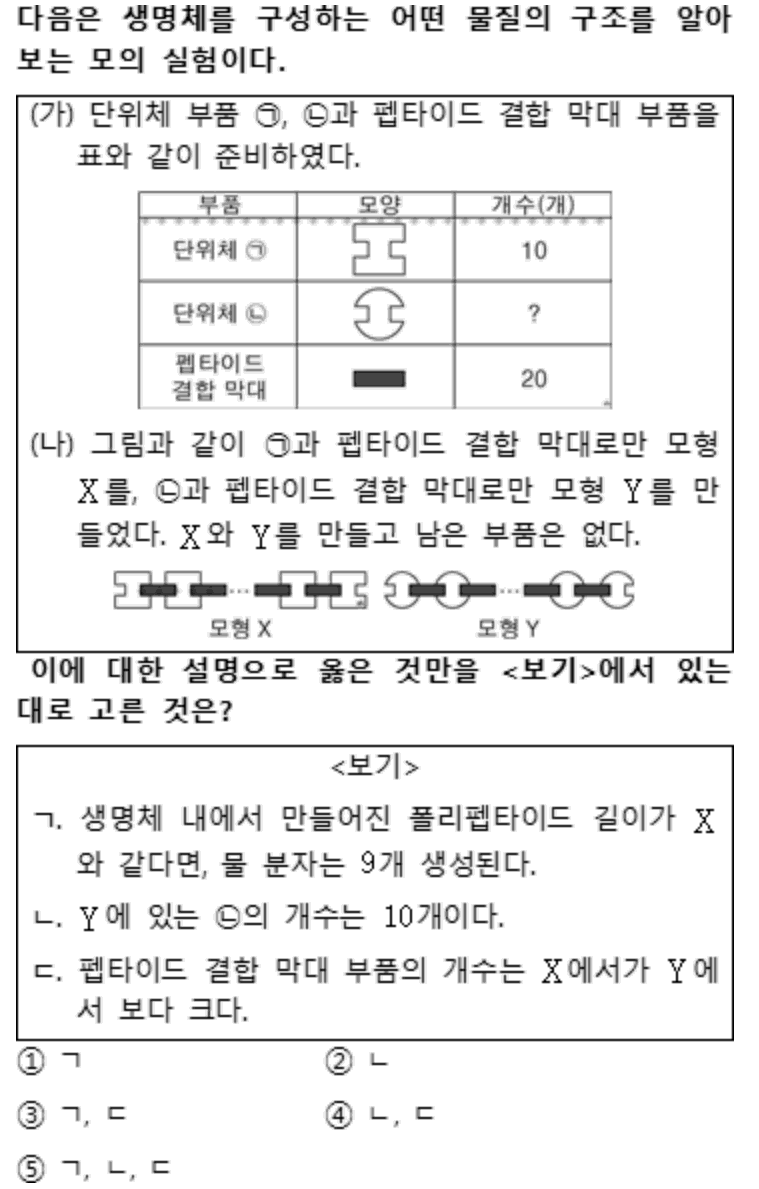 다음은 생명체를 구성하는 어떤 물질의 구조를 알아
보는 모의 실험이다.
(가) 단위체 부품 ㉠, ㉡과 펩타이드 결합 막대 부품을
표와 같이 준비하였다.
부품 모양 개수(개)
단위체 ㉠ 10
단위체 ㉡ ?
펩타이드
결합 막대 20
(나) 그림과 같이 ㉠과 펩타이드 결합 막대로만 모형
X를, ㉡과 펩타이드 결합 막대로만 모형 Y를 만
들었다. X와 Y를 만들고 남은 부품은 없다.
모형 X 모형 Y
이에 대한 설명으로 옳은 것만을 <보기>에서 있는
대로 고른 것은?
<보기>
ㄱ. 생명체 내에서 만들어진 폴리펩타이드 길이가 X
와 같다면, 물 분자는 9개 생성된다.
ㄴ. Y에 있는 ㉡의 개수는 10개이다.
ㄷ. 펩타이드 결합 막대 부품의 개수는 X에서가 Y에
서 보다 크다.
① ㄱ ② ㄴ
③ ㄱ, ㄷ ④ ㄴ, ㄷ
⑤ ㄱ, ㄴ, ㄷ